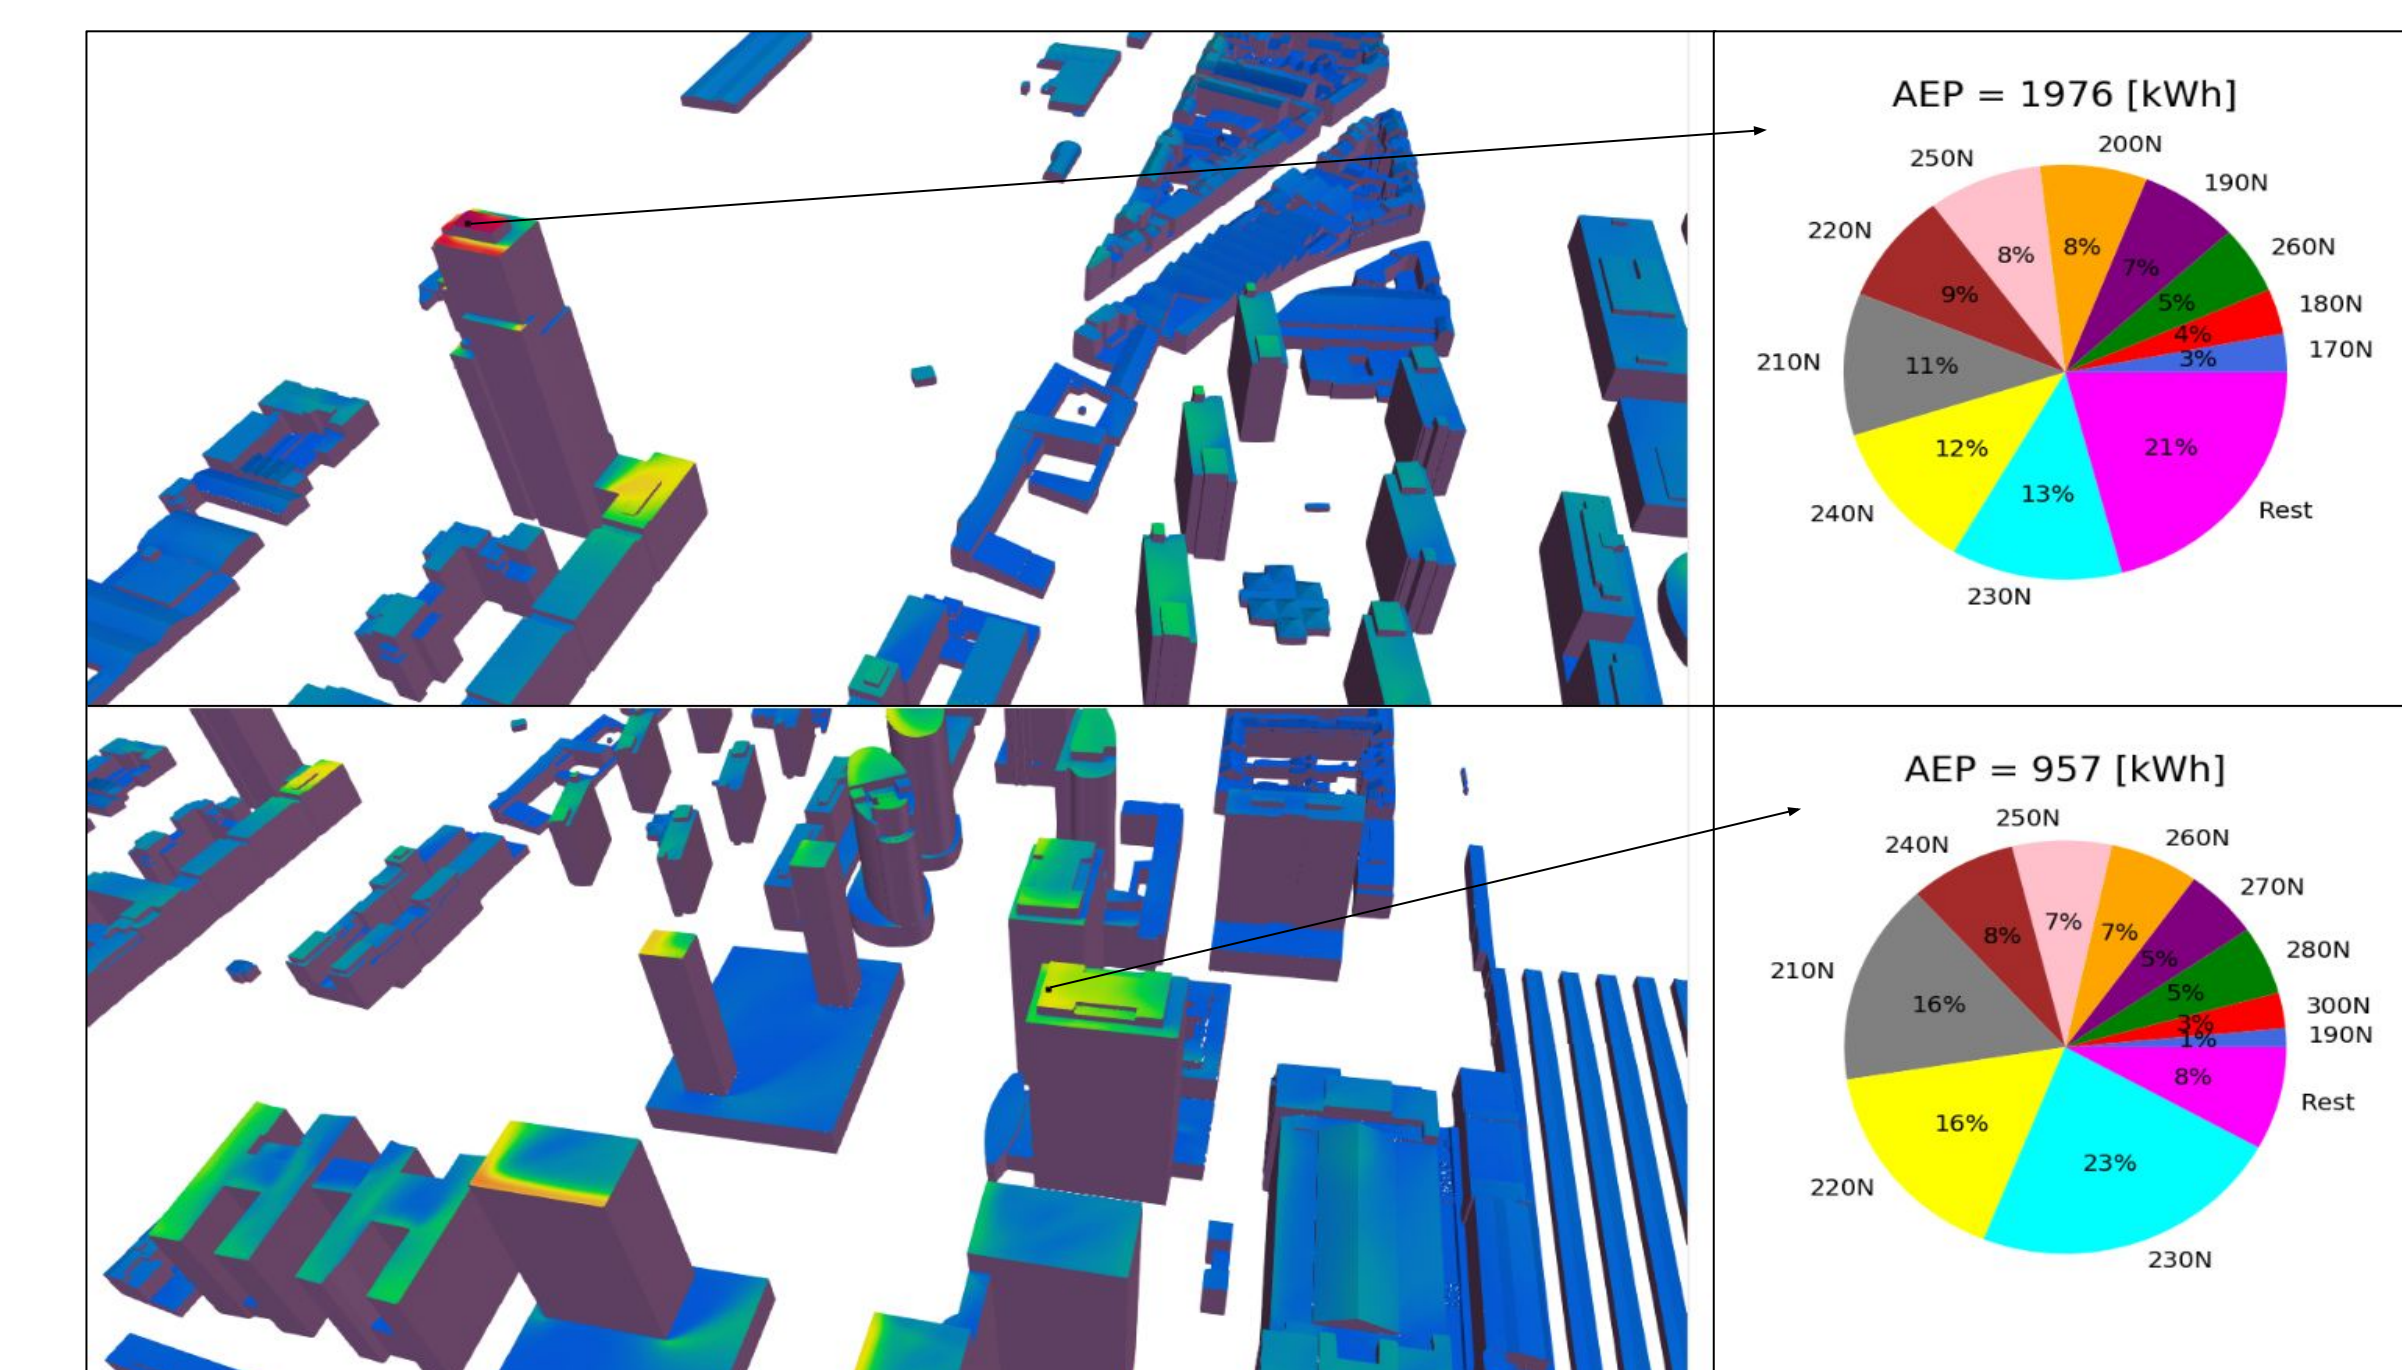 AEP = 1976 [kWh]
200N
250N
190N
220N
260N
8%
8%
7%
9%
5%
180N
4%
170N
3%
210N
11%
12%
21%
13%
240N
Rest
230N
AEP = 957 [kWh]
250N
260N
240N
270N
7%
7%
8%
280N
5%
210N
5%
16%
300N
3%
190N
1%
8%
Rest
16%
23%
220N
230N